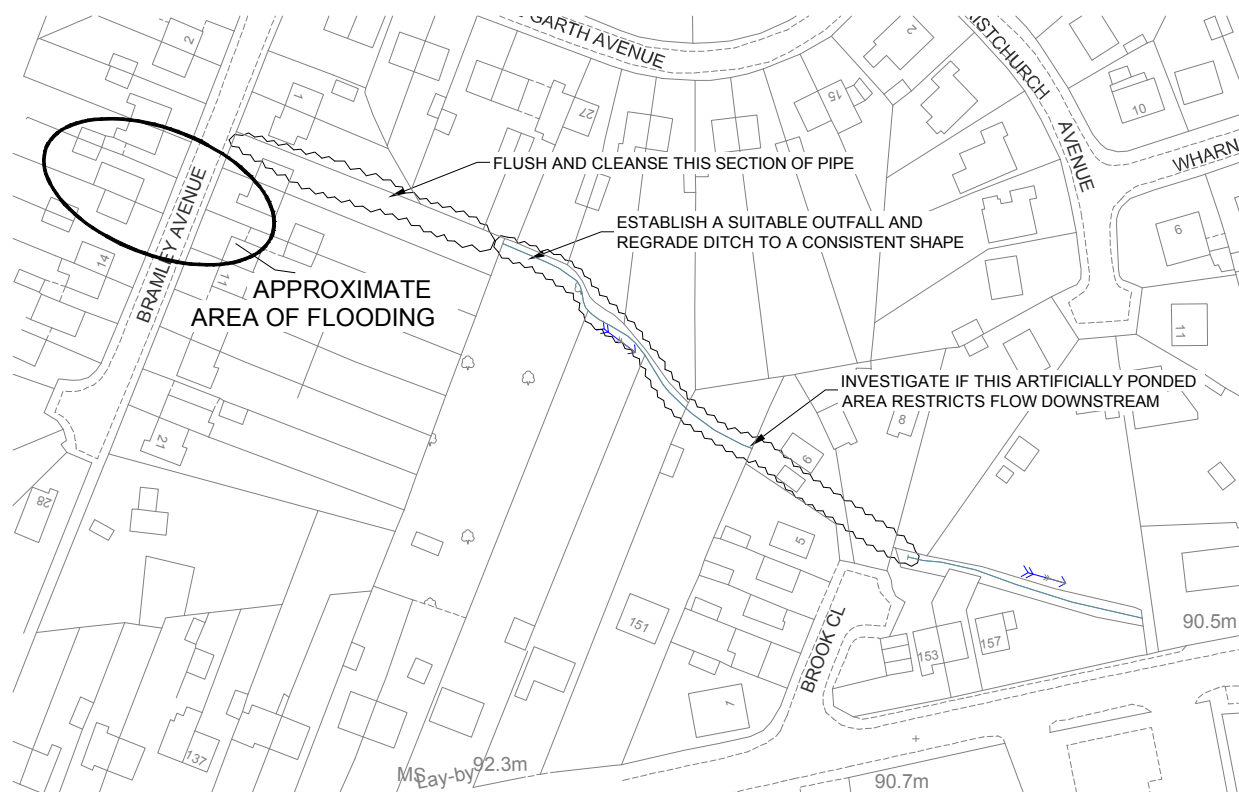 GARTH AVENUE
ISTCHURCH
AVENUE
WHARN
2
2
1
27
15
10
FLUSH AND CLEANSE THIS SECTION OF PIPE
ESTABLISH A SUITABLE OUTFALL AND
REGRADE DITCH TO A CONSISTENT SHAPE
BRAMLEY AVENUE
14
11
APPROXIMATE
AREA OF FLOODING
9
11
INVESTIGATE IF THIS ARTIFICIALLY PONDED
AREA RESTRICTS FLOW DOWNSTREAM
8
21
28
5
151
BROOK CL
153
157
90.5m
1
137
MS
Lay-by
92.3m
90.7m